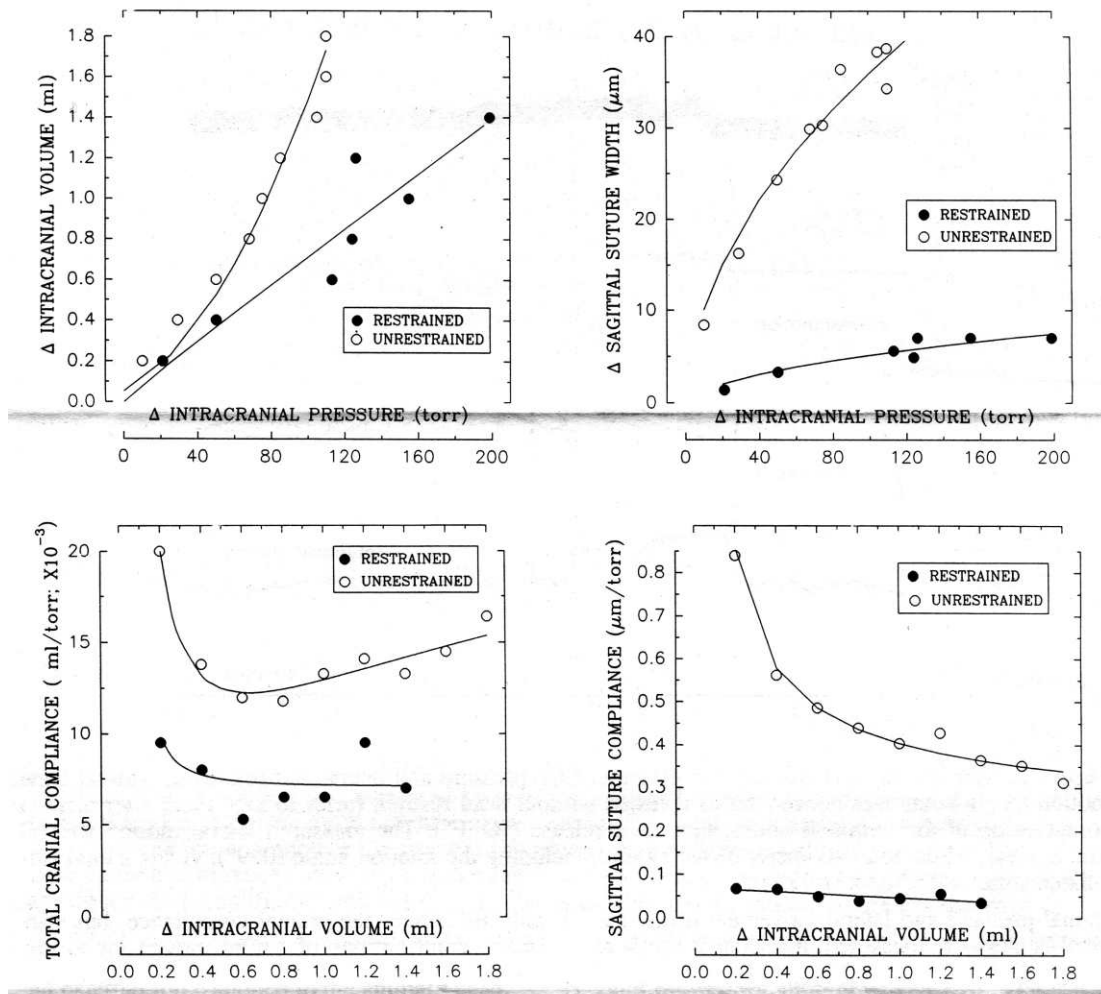 1.8
1.6
1.4
1.2
1.0
0.8
0.6
0.4
0.2
0.0
Δ INTRACRANIAL VOLUME (ml)
RESTRAINED
UNRESTRAINED
Δ INTRACRANIAL PRESSURE (torr)
0 40 80 120 160 200
40
30
20
10
0
Δ SAGITTAL SUTURE WIDTH (μm)
RESTRAINED
UNRESTRAINED
Δ INTRACRANIAL PRESSURE (torr)
0 40 80 120 160 200
20
15
10
5
0
TOTAL CRANIAL COMPLIANCE ( ml/torr; X10⁻³)
RESTRAINED
UNRESTRAINED
Δ INTRACRANIAL VOLUME (ml)
0.0 0.2 0.4 0.6 0.8 1.0 1.2 1.4 1.6 1.8
0.8
0.7
0.6
0.5
0.4
0.3
0.2
0.1
0.0
SAGITTAL SUTURE COMPLIANCE (μm/torr)
RESTRAINED
UNRESTRAINED
Δ INTRACRANIAL VOLUME (ml)
0.0 0.2 0.4 0.6 0.8 1.0 1.2 1.4 1.6 1.8